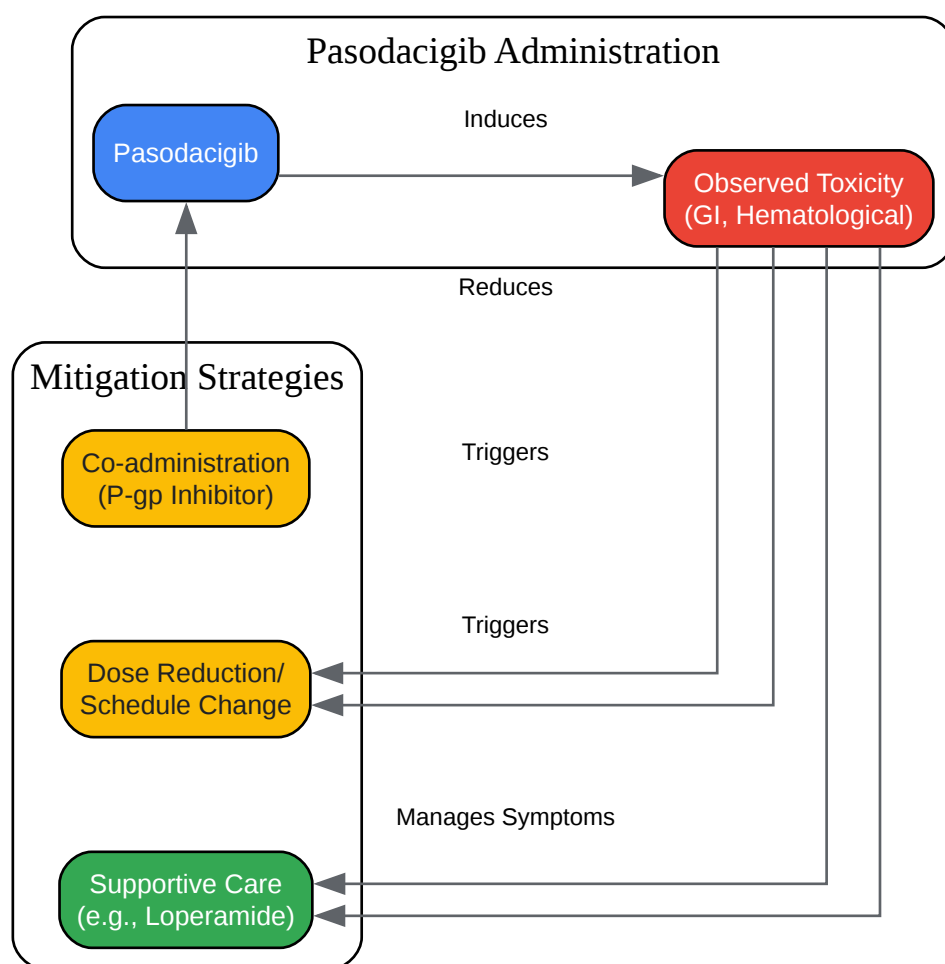 Pasodacigib Administration
Induces
Pasodacigib
Observed Toxicity
(GI, Hematological)
Reduces
Mitigation Strategies
Co-administration
(P-gp Inhibitor)
Triggers
Triggers
Dose Reduction/
Schedule Change
Manages Symptoms
Supportive Care
(e.g., Loperamide)